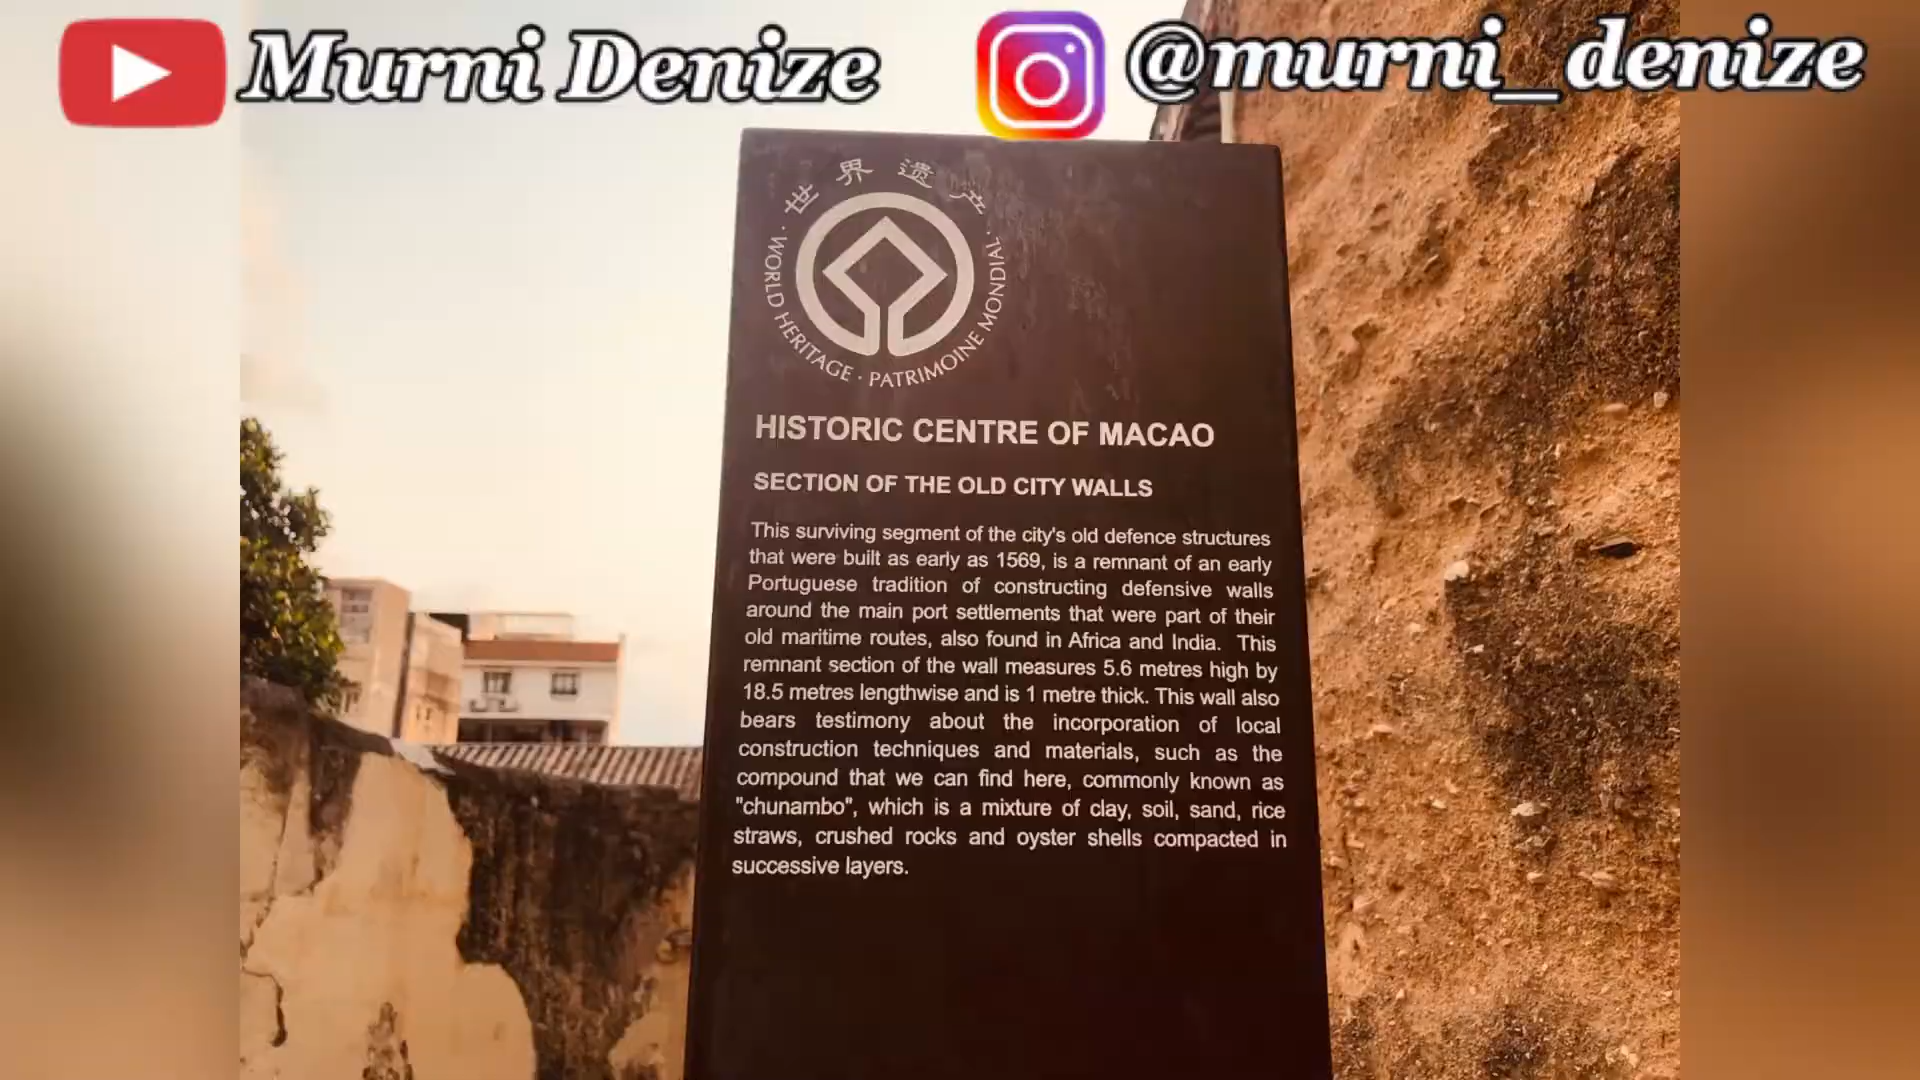 Murni Denize
@murni_denize
世界遗产
· WORLD HERITAGE · PATRIMOINE MONDIAL ·
HISTORIC CENTRE OF MACAO
SECTION OF THE OLD CITY WALLS
This surviving segment of the city's old defence structures
that were built as early as 1569, is a remnant of an early
Portuguese tradition of constructing defensive walls
around the main port settlements that were part of their
old maritime routes, also found in Africa and India. This
remnant section of the wall measures 5.6 metres high by
18.5 metres lengthwise and is 1 metre thick. This wall also
bears testimony about the incorporation of local
construction techniques and materials, such as the
compound that we can find here, commonly known as
"chunambo", which is a mixture of clay, soil, sand, rice
straws, crushed rocks and oyster shells compacted in
successive layers.